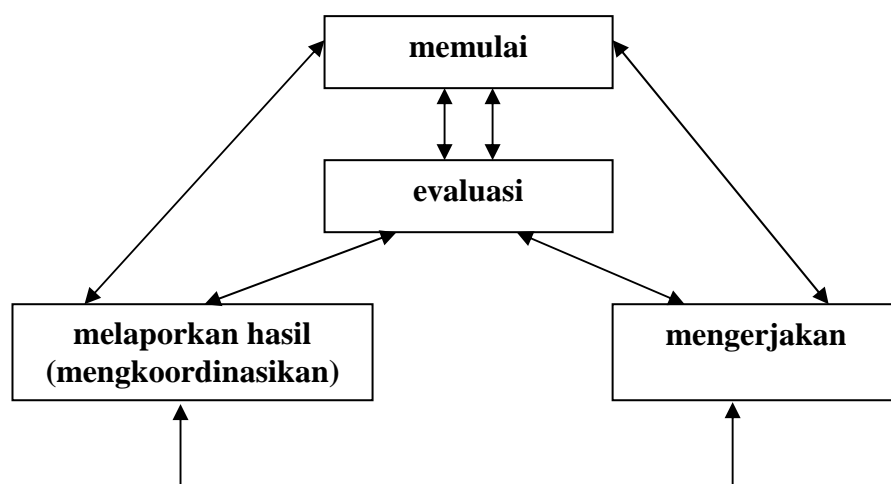 memulai
evaluasi
melaporkan hasil
(mengkoordinasikan)
mengerjakan